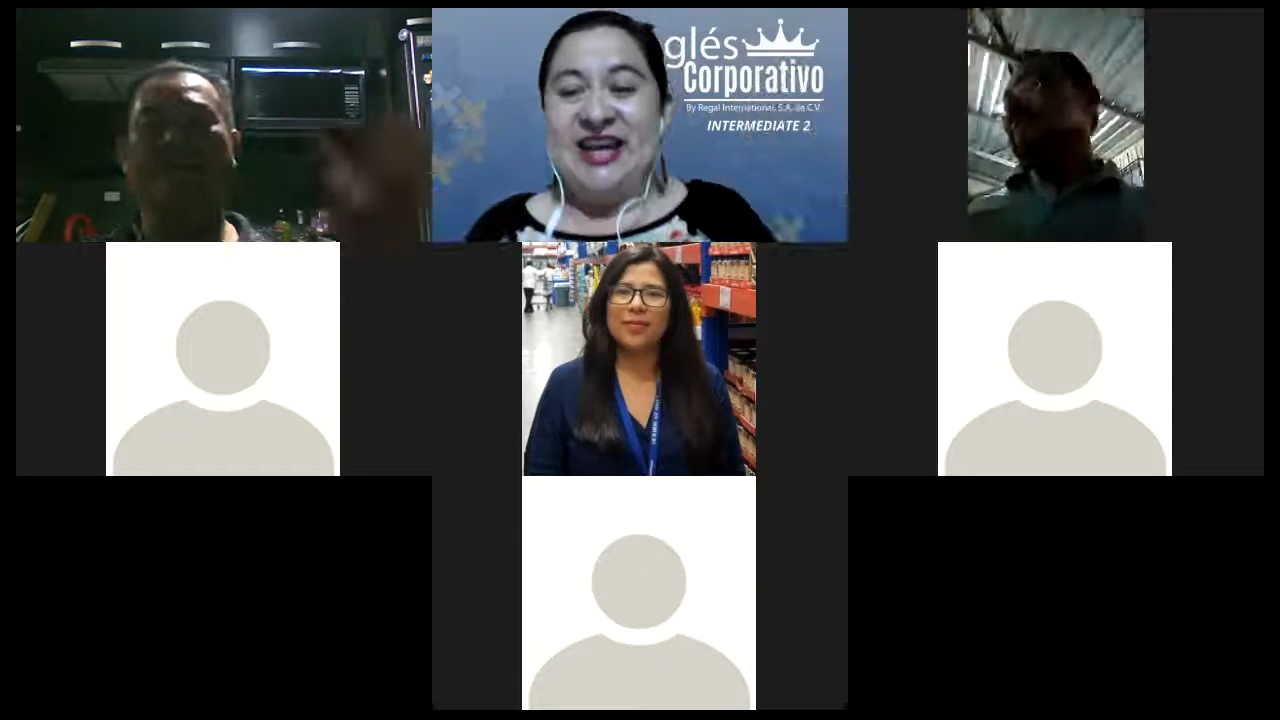 glés
Corporativo
By Regal International, S.A. de C.V
INTERMEDIATE 2